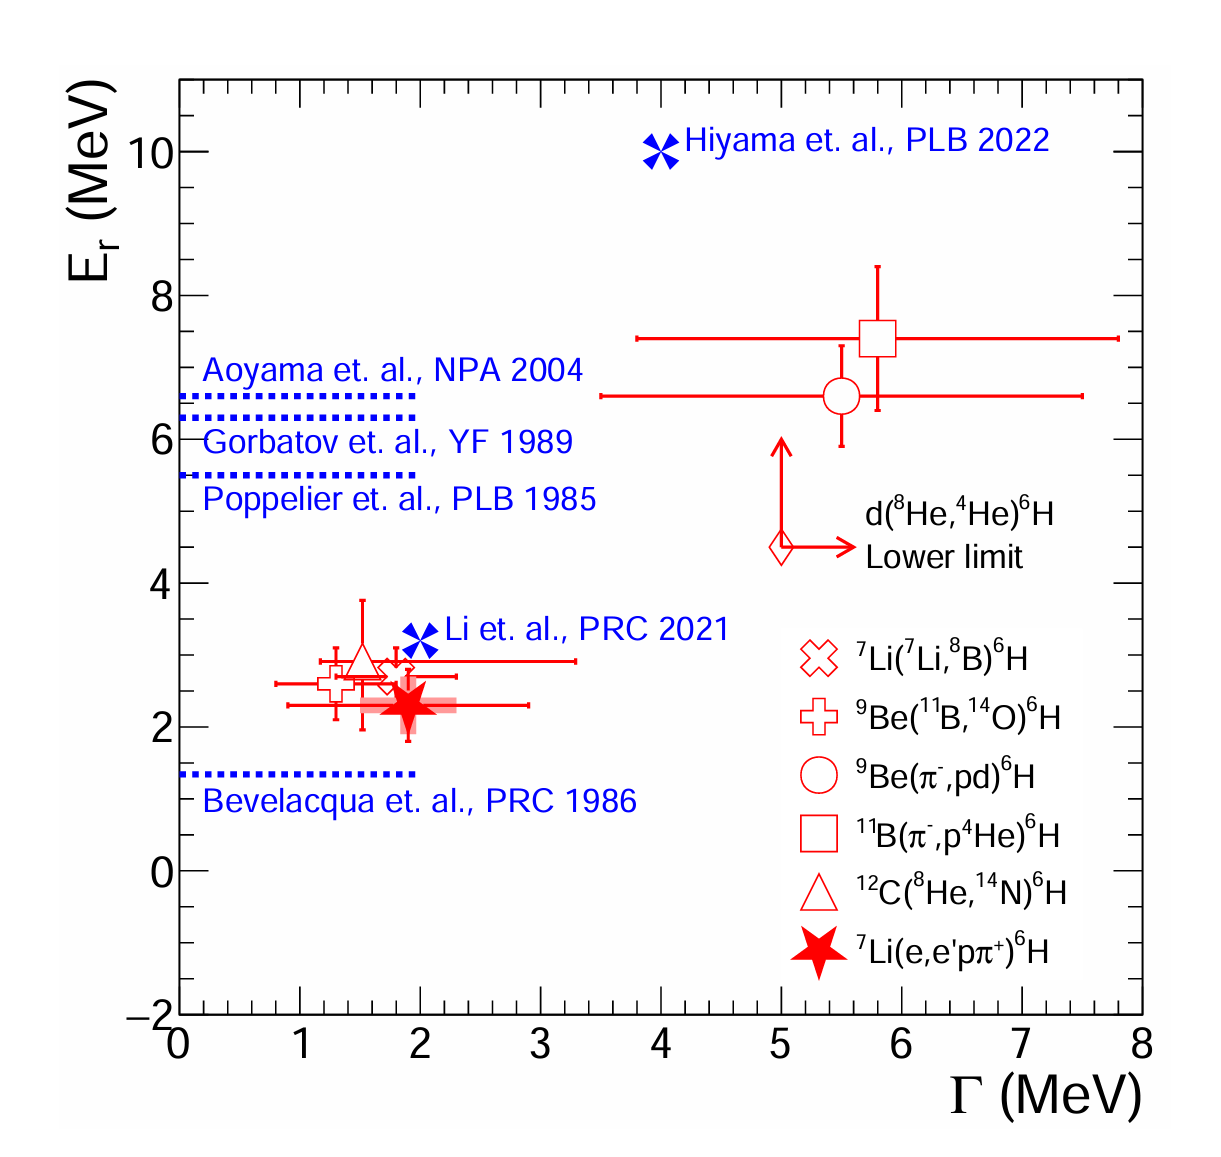 E_r (MeV)
10
8
6
4
2
0
−2
Hiyama et. al., PLB 2022
Aoyama et. al., NPA 2004
Gorbatov et. al., YF 1989
Poppelier et. al., PLB 1985
d(⁸He,⁴He)⁶H
Lower limit
Li et. al., PRC 2021
Bevelacqua et. al., PRC 1986
⁷Li(⁷Li,⁸B)⁶H
⁹Be(¹¹B,¹⁴O)⁶H
⁹Be(π⁻,pd)⁶H
¹¹B(π⁻,p⁴He)⁶H
¹²C(⁸He,¹⁴N)⁶H
⁷Li(e,e'pπ⁺)⁶H
0 1 2 3 4 5 6 7 8
Γ (MeV)